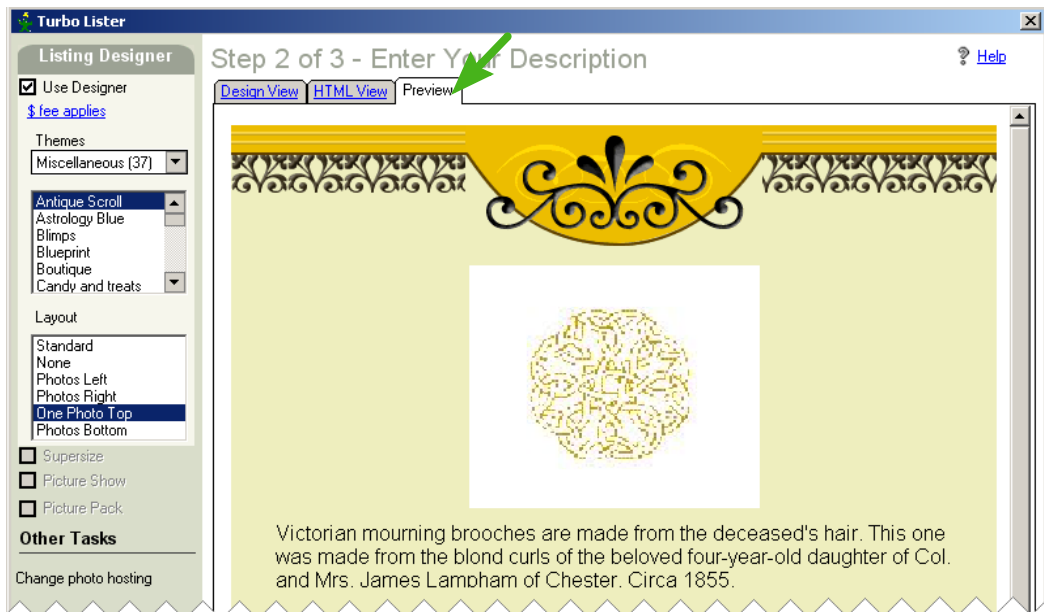 Turbo Lister
Listing Designer
Use Designer
$ fee applies
Themes
Miscellaneous (37)
Antique Scroll
Astrology Blue
Blimps
Blueprint
Boutique
Candy and treats
Layout
Standard
None
Photos Left
Photos Right
One Photo Top
Photos Bottom
Supersize
Picture Show
Picture Pack
Other Tasks
Change photo hosting
Step 2 of 3 - Enter Your Description
? Help
Design View HTML View Preview
Victorian mourning brooches are made from the deceased's hair. This one
was made from the blond curls of the beloved four-year-old daughter of Col.
and Mrs. James Lampham of Chester. Circa 1855.